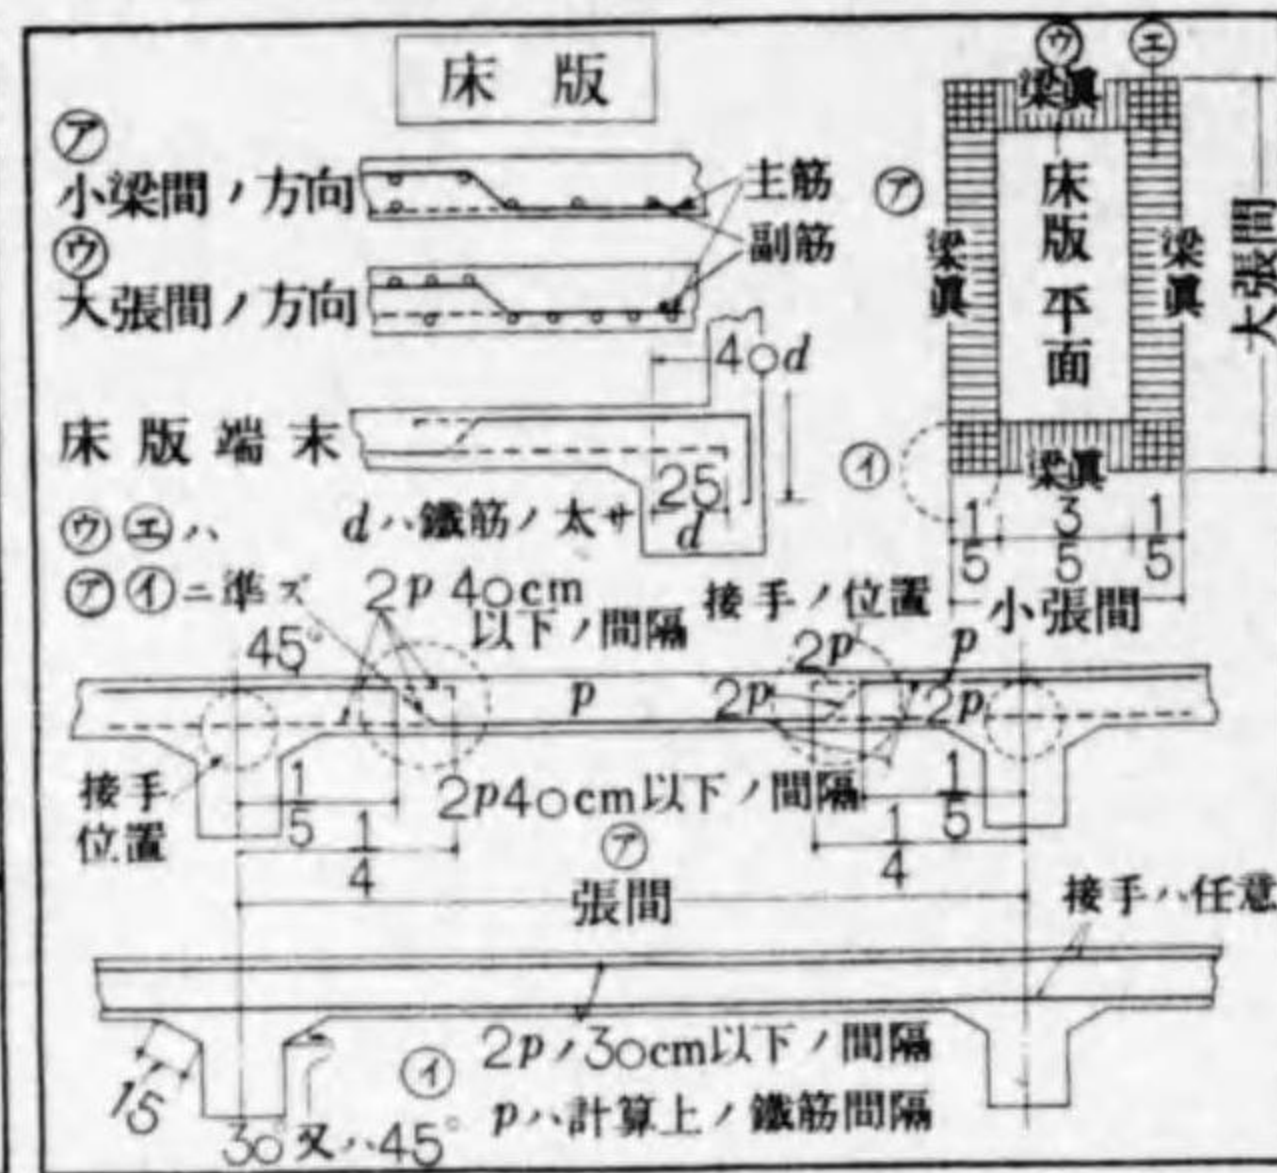 床版
㋐
小梁間ノ方向
主筋
㋒
副筋
大張間ノ方向
40d
床版端末
25
d
dハ鐵筋ノ太サ
㋒㋓ハ
㋐㋑ニ準ズ
㋒
㋓
梁眞
㋐
梁眞
床版平面
梁眞
大張間
㋑
梁眞
1/5
3/5
1/5
小張間
2p 40cm
以下ノ間隔
接手ノ位置
45°
2p
p
p
2p
2p
接手
位置
1/5
1/4
2p40cm以下ノ間隔
1/5
1/4
㋐
張間
接手ハ任意
15
30°又ハ45°
㋑
2pノ30cm以下ノ間隔
pハ計算上ノ鐵筋間隔